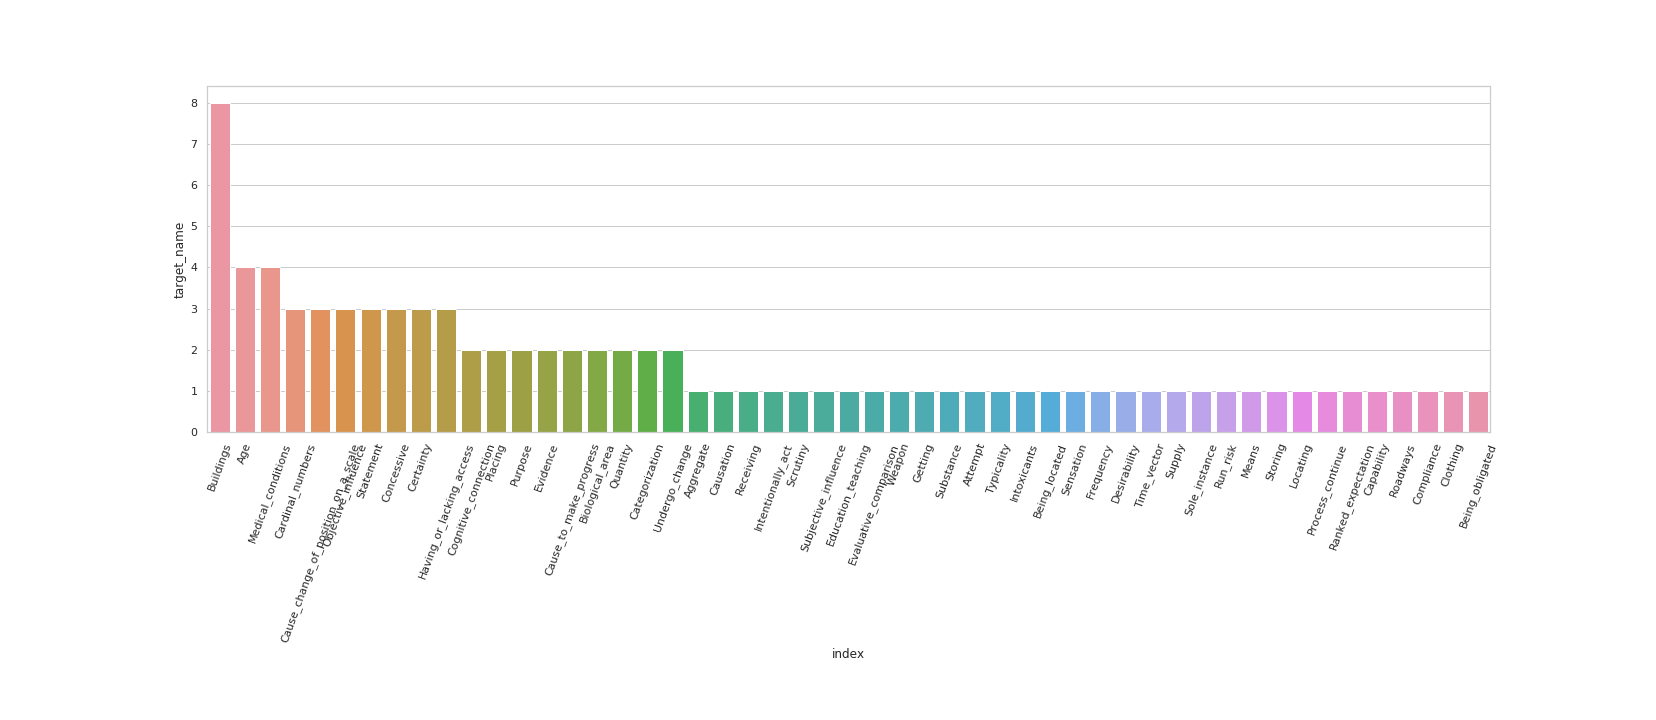 target_name
8
7
6
5
4
3
2
1
0
Buildings
Age
Medical_conditions
Cardinal_numbers
Cause_change_of_position_on_a_scale
Objective_influence
Statement
Concessive
Certainty
Having_or_lacking_access
Cognitive_connection
Placing
Purpose
Evidence
Cause_to_make_progress
Biological_area
Quantity
Categorization
Undergo_change
Aggregate
Causation
Receiving
Intentionally_act
Scrutiny
Subjective_influence
Education_teaching
Evaluative_comparison
Weapon
Getting
Substance
Attempt
Typicality
Intoxicants
Being_located
Sensation
Frequency
Desirability
Time_vector
Supply
Sole_instance
Run_risk
Means
Storing
Locating
Process_continue
Ranked_expectation
Capability
Roadways
Compliance
Clothing
Being_obligated
index